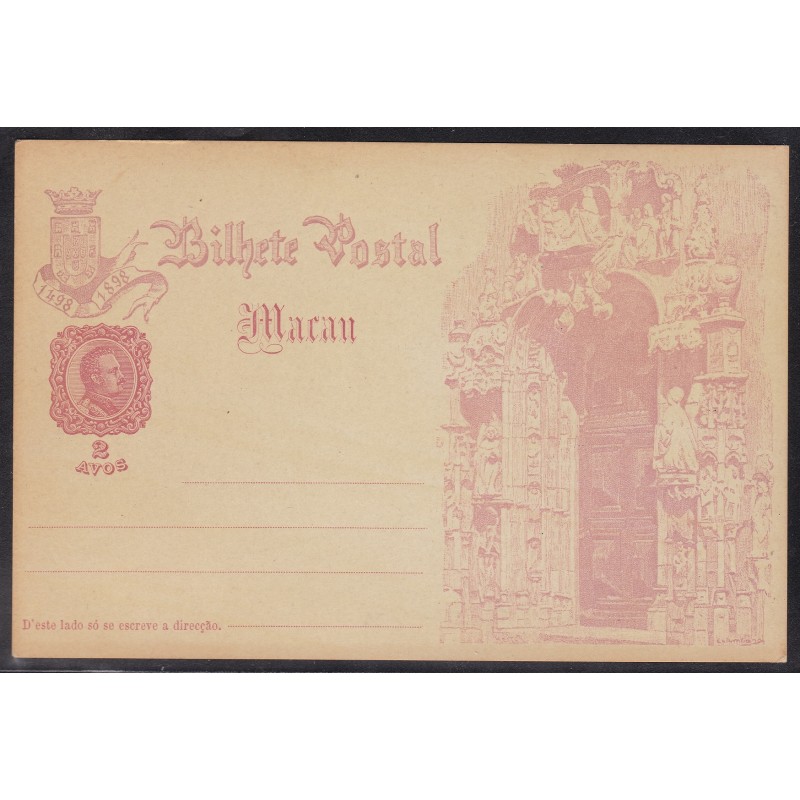 1498 1898
Bilhete Postal
Macau
2
AVOS
D'este lado só se escreve a direcção.